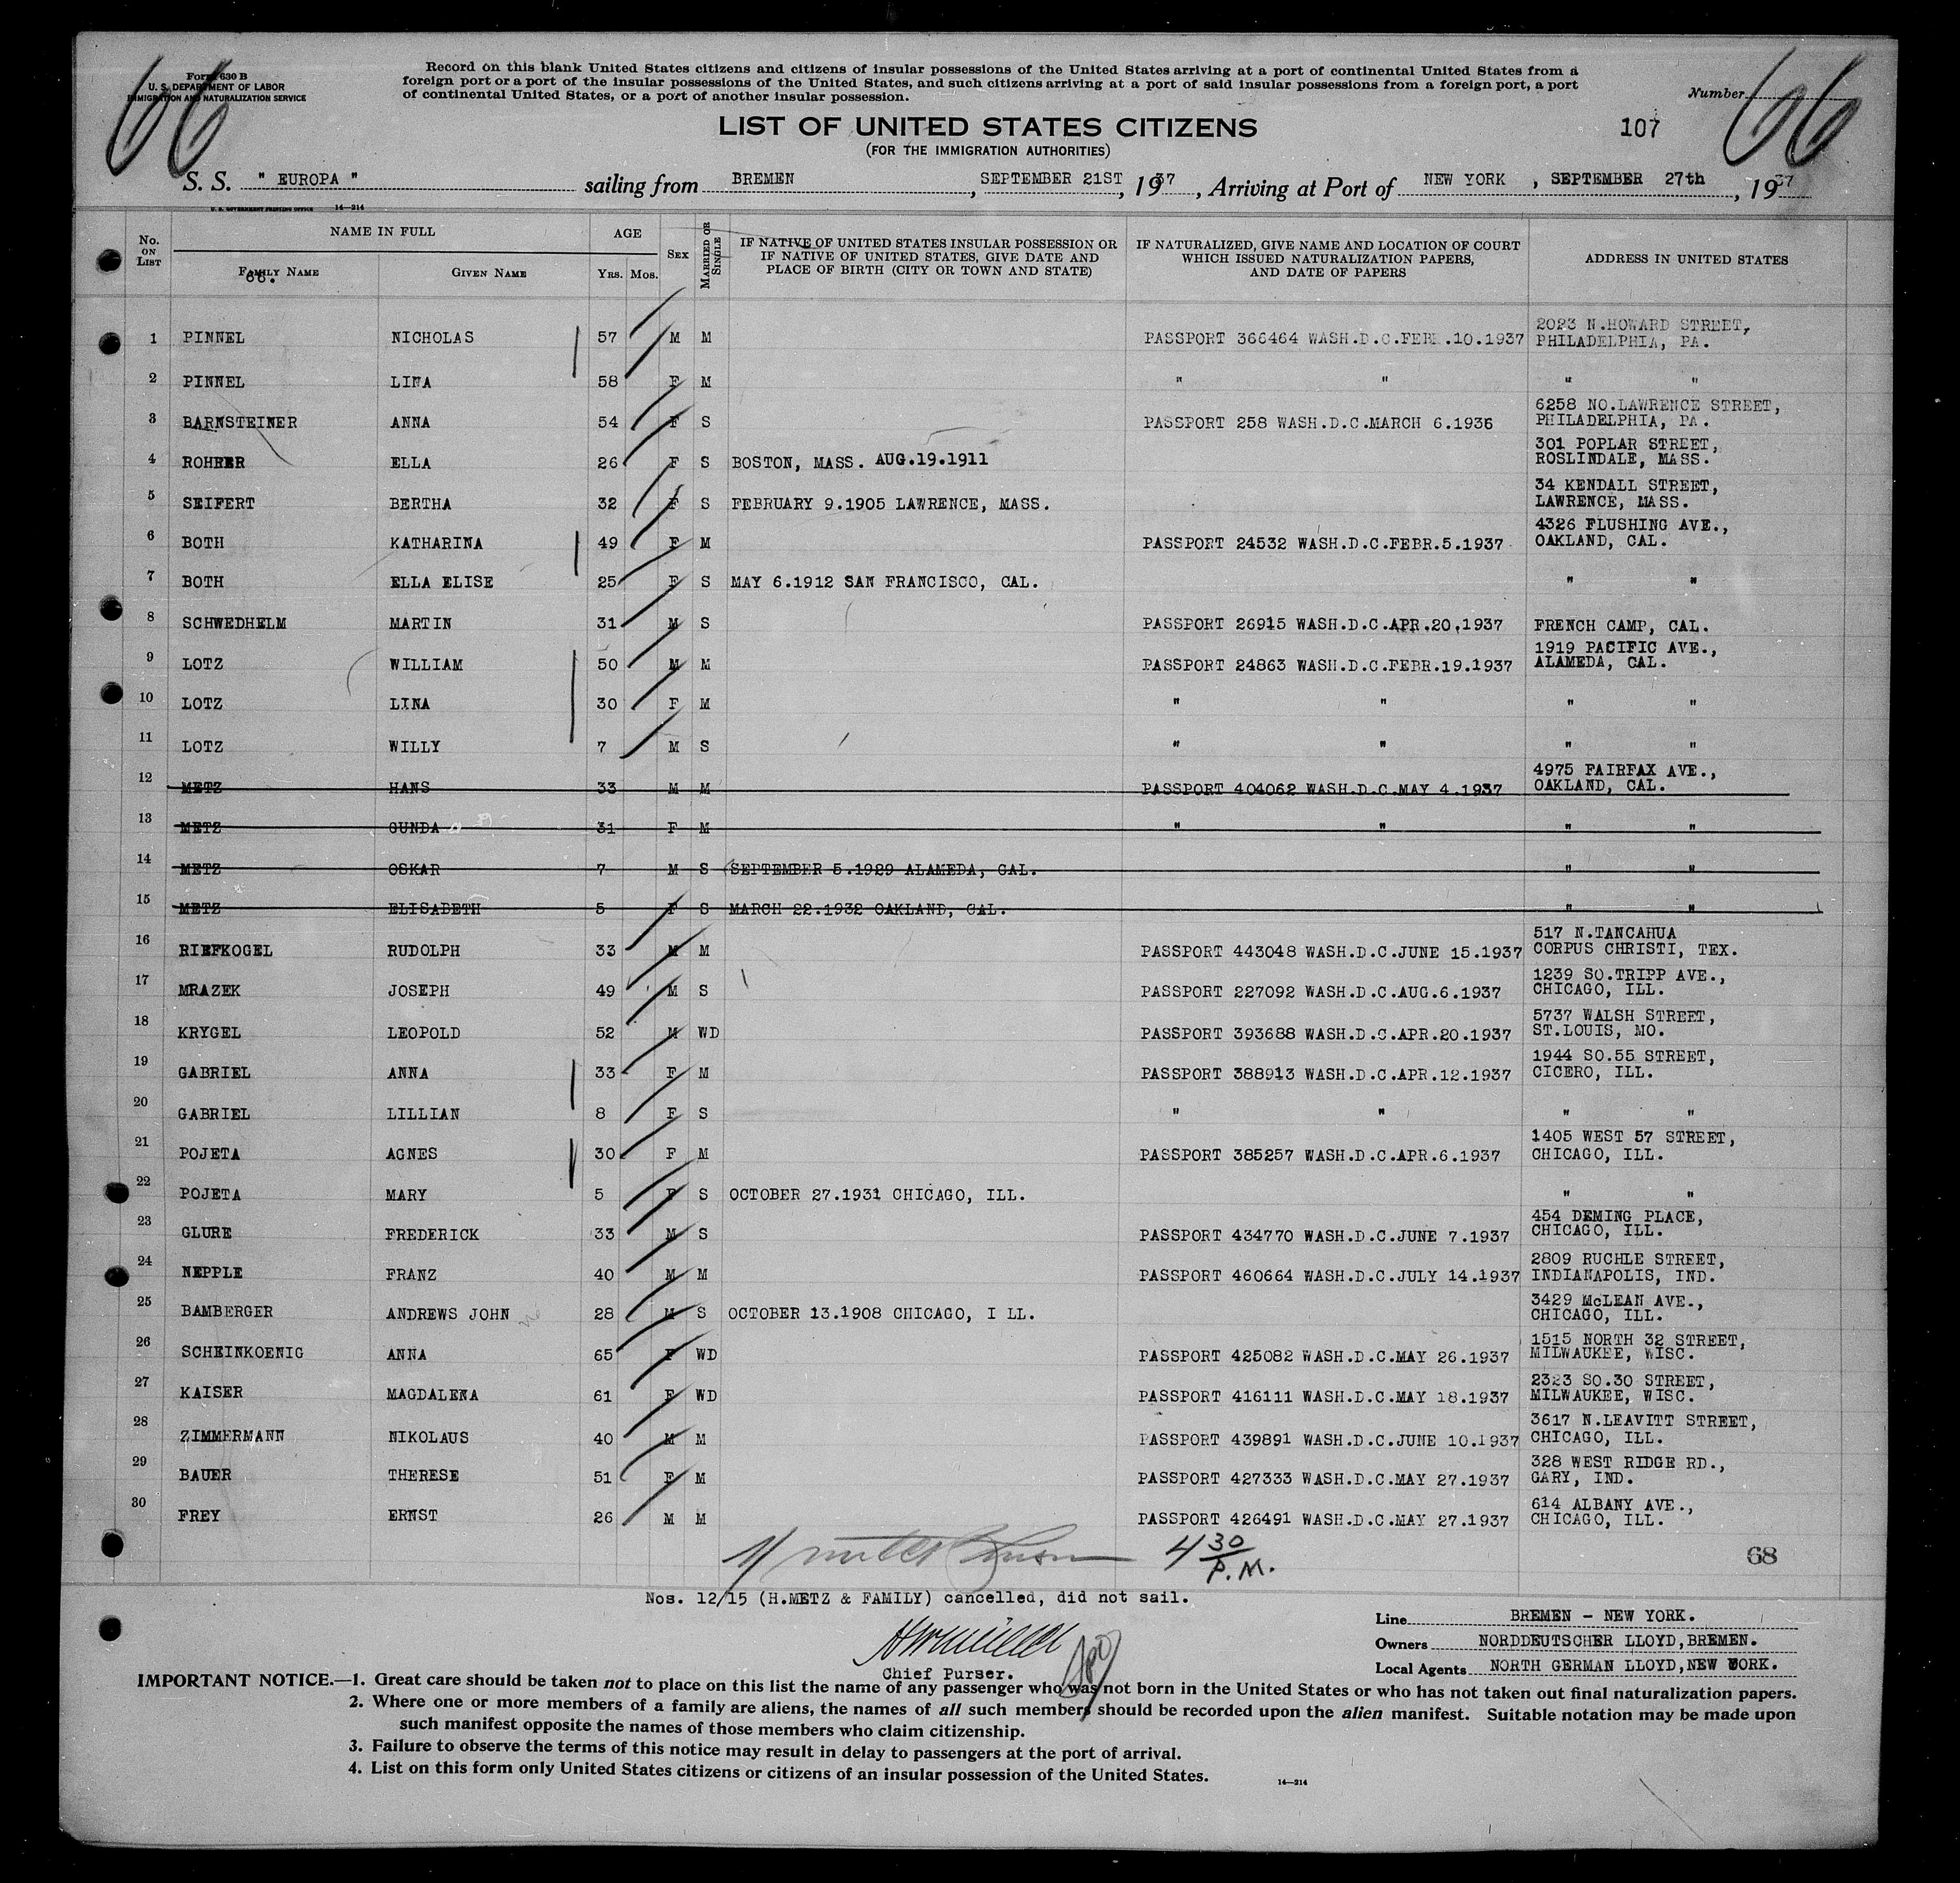 66
Form 630 B
U. S. DEPARTMENT OF LABOR
IMMIGRATION AND NATURALIZATION SERVICE
Record on this blank United States citizens and citizens of insular possessions of the United States arriving at a port of continental United States from a
foreign port or a port of the insular possessions of the United States, and such citizens arriving at a port of said insular possessions from a foreign port, a port
of continental United States, or a port of another insular possession.
Number 66
LIST OF UNITED STATES CITIZENS
107
(FOR THE IMMIGRATION AUTHORITIES)
S. S. " EUROPA " sailing from BREMEN, SEPTEMBER 21ST, 1937, Arriving at Port of NEW YORK, SEPTEMBER 27th, 1937
U. S. GOVERNMENT PRINTING OFFICE 14—214
No. ON LIST
NAME IN FULL
FAMILY NAME
GIVEN NAME
AGE
YRS. MOS.
SEX
MARRIED OR SINGLE
IF NATIVE OF UNITED STATES INSULAR POSSESSION OR
IF NATIVE OF UNITED STATES, GIVE DATE AND
PLACE OF BIRTH (CITY OR TOWN AND STATE)
IF NATURALIZED, GIVE NAME AND LOCATION OF COURT
WHICH ISSUED NATURALIZATION PAPERS,
AND DATE OF PAPERS
ADDRESS IN UNITED STATES
66.
1 PINNEL NICHOLAS 57 M M PASSPORT 366464 WASH.D.C.FEBR.10.1937 2023 N.HOWARD STREET,
PHILADELPHIA, PA.
2 PINNEL LINA 58 F M " " " "
3 BARNSTEINER ANNA 54 F S PASSPORT 258 WASH.D.C.MARCH 6.1936 6258 NO.LAWRENCE STREET,
PHILADELPHIA, PA.
4 ROHRER ELLA 26 F S BOSTON, MASS. AUG.19.1911 301 POPLAR STREET,
ROSLINDALE, MASS.
5 SEIFERT BERTHA 32 F S FEBRUARY 9.1905 LAWRENCE, MASS. 34 KENDALL STREET,
LAWRENCE, MASS.
6 BOTH KATHARINA 49 F M PASSPORT 24532 WASH.D.C.FEBR.5.1937 4326 FLUSHING AVE.,
OAKLAND, CAL.
7 BOTH ELLA ELISE 25 F S MAY 6.1912 SAN FRANCISCO, CAL. " "
8 SCHWEDHELM MARTIN 31 M S PASSPORT 26915 WASH.D.C.APR.20.1937 FRENCH CAMP, CAL.
9 LOTZ WILLIAM 50 M M PASSPORT 24863 WASH.D.C.FEBR.19.1937 1919 PACIFIC AVE.,
ALAMEDA, CAL.
10 LOTZ LINA 30 F M " " " "
11 LOTZ WILLY 7 M S " " " "
12 METZ HANS 33 M M PASSPORT 404062 WASH.D.C.MAY 4.1937 4975 FAIRFAX AVE.,
OAKLAND, CAL.
13 METZ GUNDA 31 F M " " " "
14 METZ OSKAR 7 M S SEPTEMBER 5.1929 ALAMEDA, CAL. " "
15 METZ ELISABETH 5 F S MARCH 22.1932 OAKLAND, CAL. " "
16 RIEFKOGEL RUDOLPH 33 M M PASSPORT 443048 WASH.D.C.JUNE 15.1937 517 N.TANCAHUA
CORPUS CHRISTI, TEX.
17 MRAZEK JOSEPH 49 M S PASSPORT 227092 WASH.D.C.AUG.6.1937 1239 SO.TRIPP AVE.,
CHICAGO, ILL.
18 KRYGEL LEOPOLD 52 M WD PASSPORT 393688 WASH.D.C.APR.20.1937 5737 WALSH STREET,
ST.LOUIS, MO.
19 GABRIEL ANNA 33 F M PASSPORT 388913 WASH.D.C.APR.12.1937 1944 SO.55 STREET,
CICERO, ILL.
20 GABRIEL LILLIAN 8 F S " " " "
21 POJETA AGNES 30 F M PASSPORT 385257 WASH.D.C.APR.6.1937 1405 WEST 57 STREET,
CHICAGO, ILL.
22 POJETA MARY 5 F S OCTOBER 27.1931 CHICAGO, ILL. " "
23 GLURE FREDERICK 33 M S PASSPORT 434770 WASH.D.C.JUNE 7.1937 454 DEMING PLACE,
CHICAGO, ILL.
24 NEPPLE FRANZ 40 M M PASSPORT 460664 WASH.D.C.JULY 14.1937 2809 RUCHLE STREET,
INDIANAPOLIS, IND.
25 BAMBERGER ANDREWS JOHN 28 M S OCTOBER 13.1908 CHICAGO, I LL. 3429 McLEAN AVE.,
CHICAGO, ILL.
26 SCHEINKOENIG ANNA 65 F WD PASSPORT 425082 WASH.D.C.MAY 26.1937 1515 NORTH 32 STREET,
MILWAUKEE, WISC.
27 KAISER MAGDALENA 61 F WD PASSPORT 416111 WASH.D.C.MAY 18.1937 2323 SO.30 STREET,
MILWAUKEE, WISC.
28 ZIMMERMANN NIKOLAUS 40 M M PASSPORT 439891 WASH.D.C.JUNE 10.1937 3617 N.LEAVITT STREET,
CHICAGO, ILL.
29 BAUER THERESE 51 F M PASSPORT 427333 WASH.D.C.MAY 27.1937 328 WEST RIDGE RD.,
GARY, IND.
30 FREY ERNST 26 M M PASSPORT 426491 WASH.D.C.MAY 27.1937 614 ALBANY AVE.,
CHICAGO, ILL.
4 30 P.M.
68
Nos. 12/15 (H.METZ & FAMILY) cancelled, did not sail.
Chief Purser.
Line BREMEN - NEW YORK.
Owners NORDDEUTSCHER LLOYD,BREMEN.
Local Agents NORTH GERMAN LLOYD,NEW YORK.
IMPORTANT NOTICE.—1. Great care should be taken not to place on this list the name of any passenger who was not born in the United States or who has not taken out final naturalization papers.
2. Where one or more members of a family are aliens, the names of all such members should be recorded upon the alien manifest. Suitable notation may be made upon
such manifest opposite the names of those members who claim citizenship.
3. Failure to observe the terms of this notice may result in delay to passengers at the port of arrival.
4. List on this form only United States citizens or citizens of an insular possession of the United States.
14—214